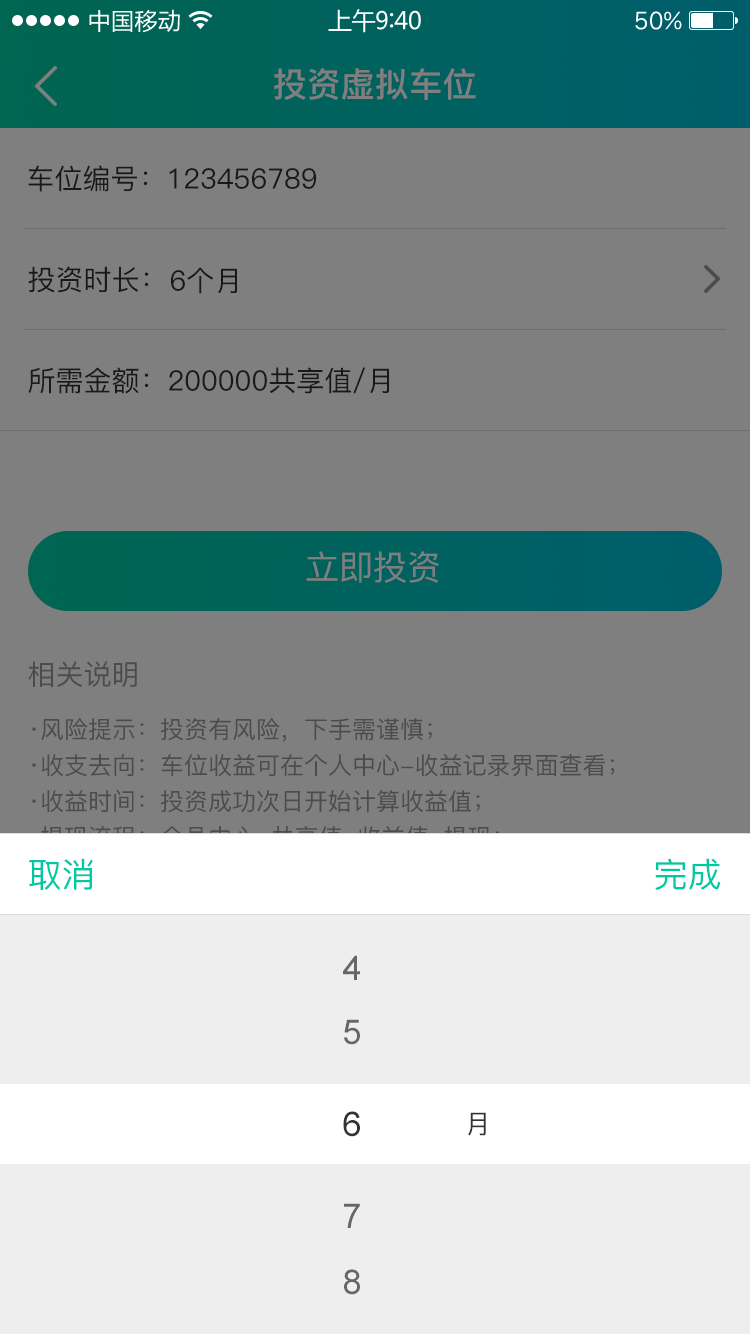 中国移动 上午9:40 50%
投资虚拟车位
车位编号：123456789
投资时长：6个月
所需金额：200000共享值/月
立即投资
相关说明
·风险提示：投资有风险，下手需谨慎；
·收支去向：车位收益可在个人中心-收益记录界面查看；
·收益时间：投资成功次日开始计算收益值；
取消 完成
4
5
6 月
7
8